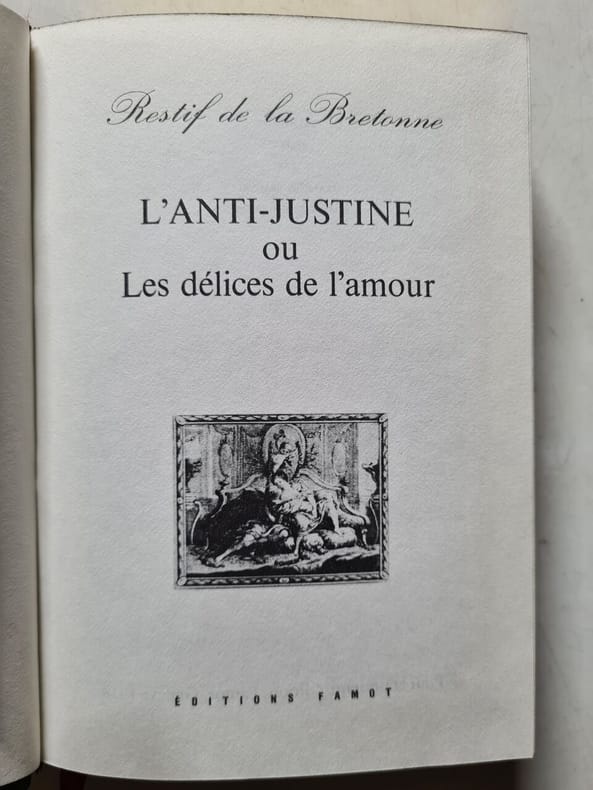 Restif de la Bretonne
L'ANTI-JUSTINE
ou
Les délices de l'amour
ÉDITIONS FAMOT